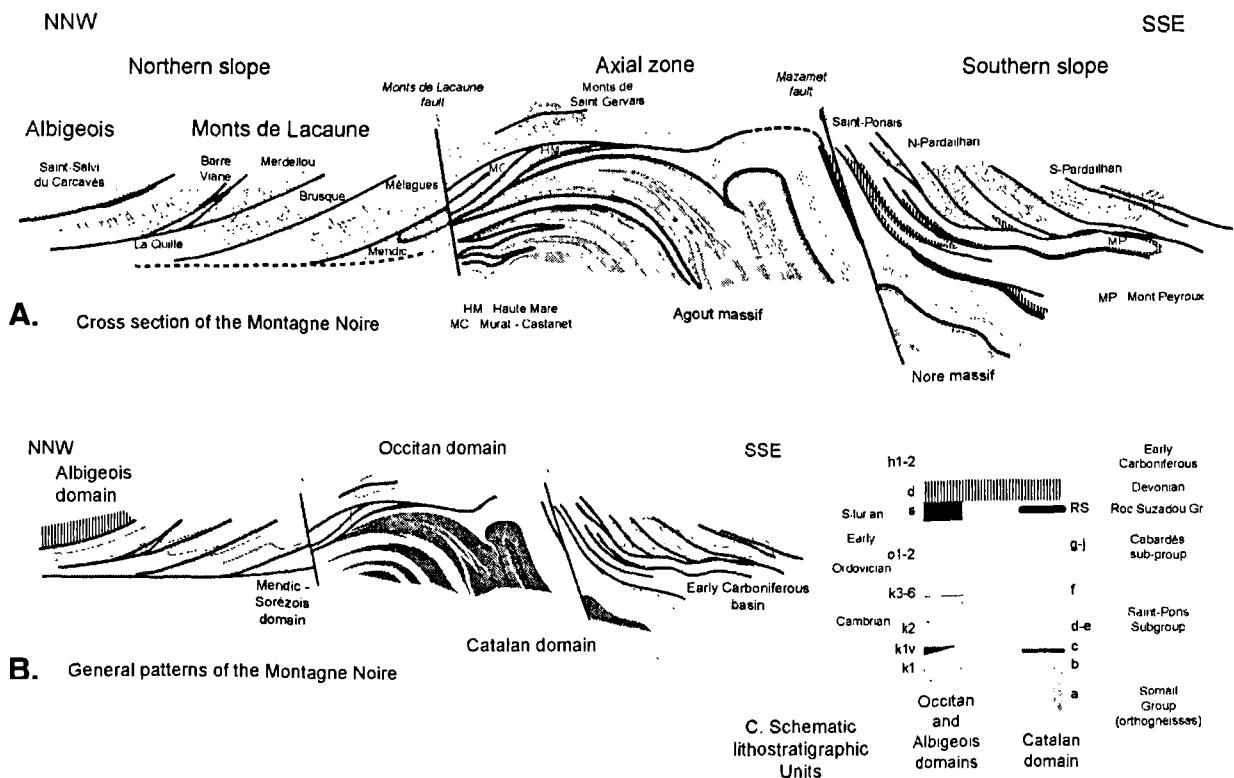 NNW
SSE
Northern slope
Axial zone
Southern slope
Monts de Lacaune
fault
Monts de
Saint Gervais
Mazamet
fault
Albigeois
Monts de Lacaune
Saint-Ponais
N-Pardailhan
S-Pardailhan
Saint-Salvi
du Carcavès
Barre
Viane
Merdellou
Brusque
Mélagues
MC
HM
La Quille
Mendic
MP
A.
Cross section of the Montagne Noire
HM Haute Mare
MC Murat - Castanet
Agout massif
MP Mont Peyroux
Nore massif
NNW
Occitan domain
SSE
Albigeois
domain
Mendic -
Sorézois
domain
Catalan domain
Early Carboniferous
basin
B.
General patterns of the Montagne Noire
h1-2
Early
Carboniferous
d
Devonian
Silurian
s
RS
Roc Suzadou Gr
Early
Ordovician
o1-2
g-j
Cabardès
sub-group
k3-6
f
Cambrian
k2
d-e
Saint-Pons
Subgroup
k1v
c
k1
b
a
Somail
Group
(orthogneisses)
C. Schematic
lithostratigraphic
Units
Occitan
and
Albigeois
domains
Catalan
domain